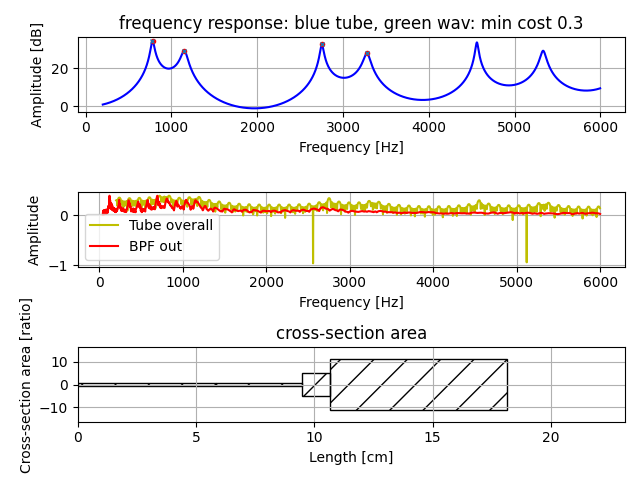 frequency response: blue tube, green wav: min cost 0.3
Amplitude [dB]
20
0
0 1000 2000 3000 4000 5000 6000
Frequency [Hz]
Amplitude
0
−1
Tube overall
BPF out
0 1000 2000 3000 4000 5000 6000
Frequency [Hz]
cross-section area
Cross-section area [ratio]
10
0
−10
0 5 10 15 20
Length [cm]